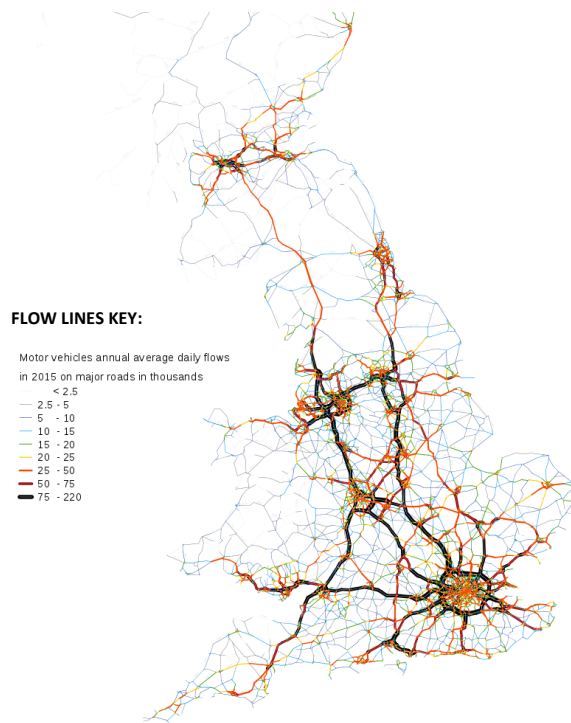 FLOW LINES KEY:
Motor vehicles annual average daily flows
in 2015 on major roads in thousands
< 2.5
2.5 - 5
5 - 10
10 - 15
15 - 20
20 - 25
25 - 50
50 - 75
75 - 220